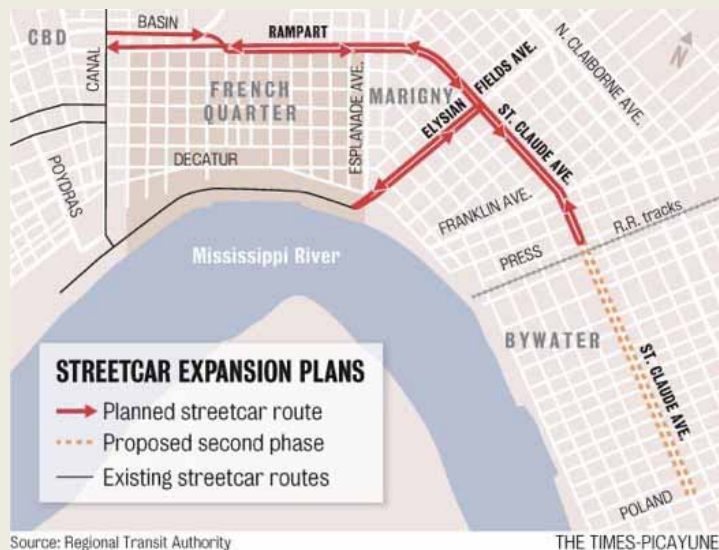 CBD
BASIN
CANAL
RAMPART
N. CLAIBORNE AVE.
N
FRENCH
QUARTER
ESPLANADE AVE.
MARIGNY
ELYSIAN FIELDS AVE.
ST. CLAUDE AVE.
POYDRAS
DECATUR
FRANKLIN AVE.
R.R. tracks
PRESS
Mississippi River
BYWATER
ST. CLAUDE AVE.
POLAND
STREETCAR EXPANSION PLANS
Planned streetcar route
Proposed second phase
Existing streetcar routes
Source: Regional Transit Authority
THE TIMES-PICAYUNE